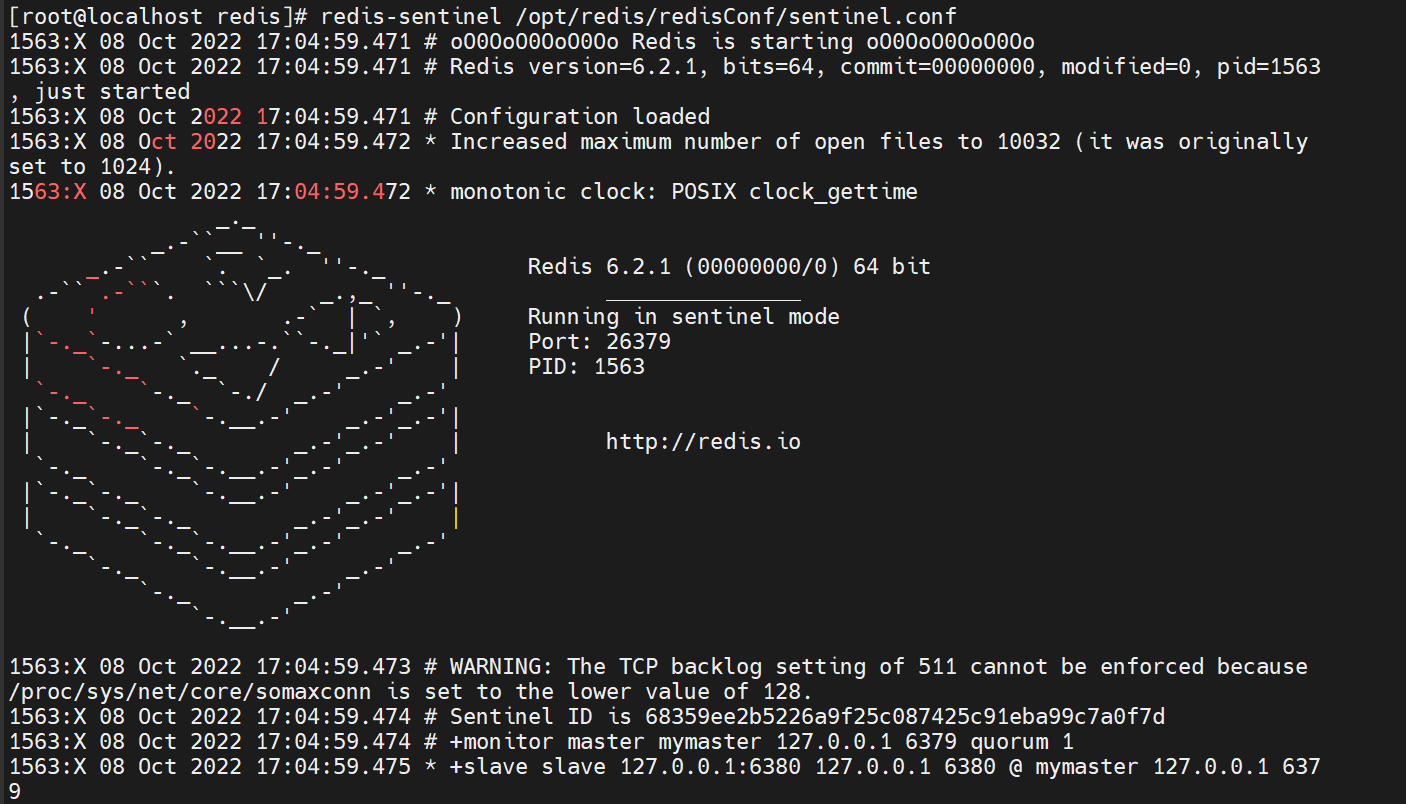 [root@localhost redis]# redis-sentinel /opt/redis/redisConf/sentinel.conf
1563:X 08 Oct 2022 17:04:59.471 # oO0OoO0OoO0Oo Redis is starting oO0OoO0OoO0Oo
1563:X 08 Oct 2022 17:04:59.471 # Redis version=6.2.1, bits=64, commit=00000000, modified=0, pid=1563
, just started
1563:X 08 Oct 2022 17:04:59.471 # Configuration loaded
1563:X 08 Oct 2022 17:04:59.472 * Increased maximum number of open files to 10032 (it was originally
set to 1024).
1563:X 08 Oct 2022 17:04:59.472 * monotonic clock: POSIX clock_gettime
Redis 6.2.1 (00000000/0) 64 bit
Running in sentinel mode
Port: 26379
PID: 1563
http://redis.io
1563:X 08 Oct 2022 17:04:59.473 # WARNING: The TCP backlog setting of 511 cannot be enforced because
/proc/sys/net/core/somaxconn is set to the lower value of 128.
1563:X 08 Oct 2022 17:04:59.474 # Sentinel ID is 68359ee2b5226a9f25c087425c91eba99c7a0f7d
1563:X 08 Oct 2022 17:04:59.474 # +monitor master mymaster 127.0.0.1 6379 quorum 1
1563:X 08 Oct 2022 17:04:59.475 * +slave slave 127.0.0.1:6380 127.0.0.1 6380 @ mymaster 127.0.0.1 637
9